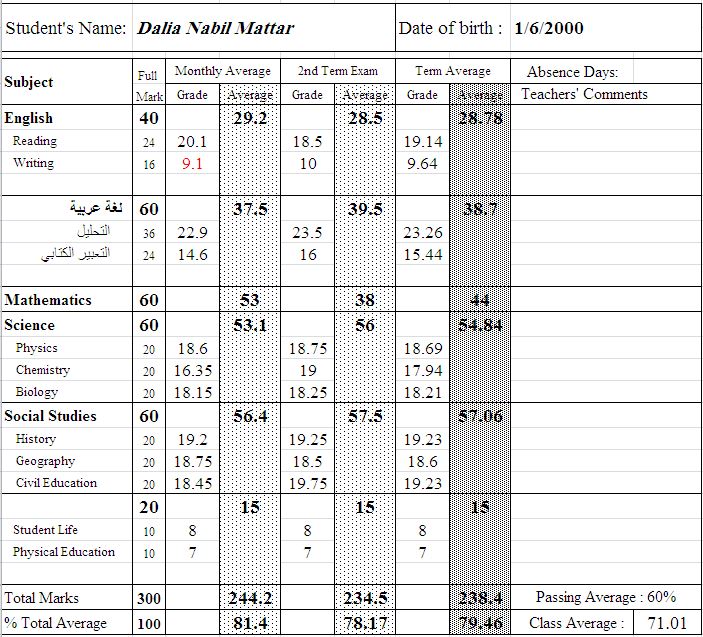 Student's Name: Dalia Nabil Mattar Date of birth : 1/6/2000
Subject Full Mark Monthly Average 2nd Term Exam Term Average Absence Days:
Grade Average Grade Average Grade Average Teachers' Comments
English 40 29.2 28.5 28.78
Reading 24 20.1 18.5 19.14
Writing 16 9.1 10 9.64
لغة عربية 60 37.5 39.5 38.7
التحليل 36 22.9 23.5 23.26
التعبير الكتابي 24 14.6 16 15.44
Mathematics 60 53 38 44
Science 60 53.1 56 54.84
Physics 20 18.6 18.75 18.69
Chemistry 20 16.35 19 17.94
Biology 20 18.15 18.25 18.21
Social Studies 60 56.4 57.5 57.06
History 20 19.2 19.25 19.23
Geography 20 18.75 18.5 18.6
Civil Education 20 18.45 19.75 19.23
20 15 15 15
Student Life 10 8 8 8
Physical Education 10 7 7 7
Total Marks 300 244.2 234.5 238.4 Passing Average : 60%
% Total Average 100 81.4 78.17 79.46 Class Average : 71.01